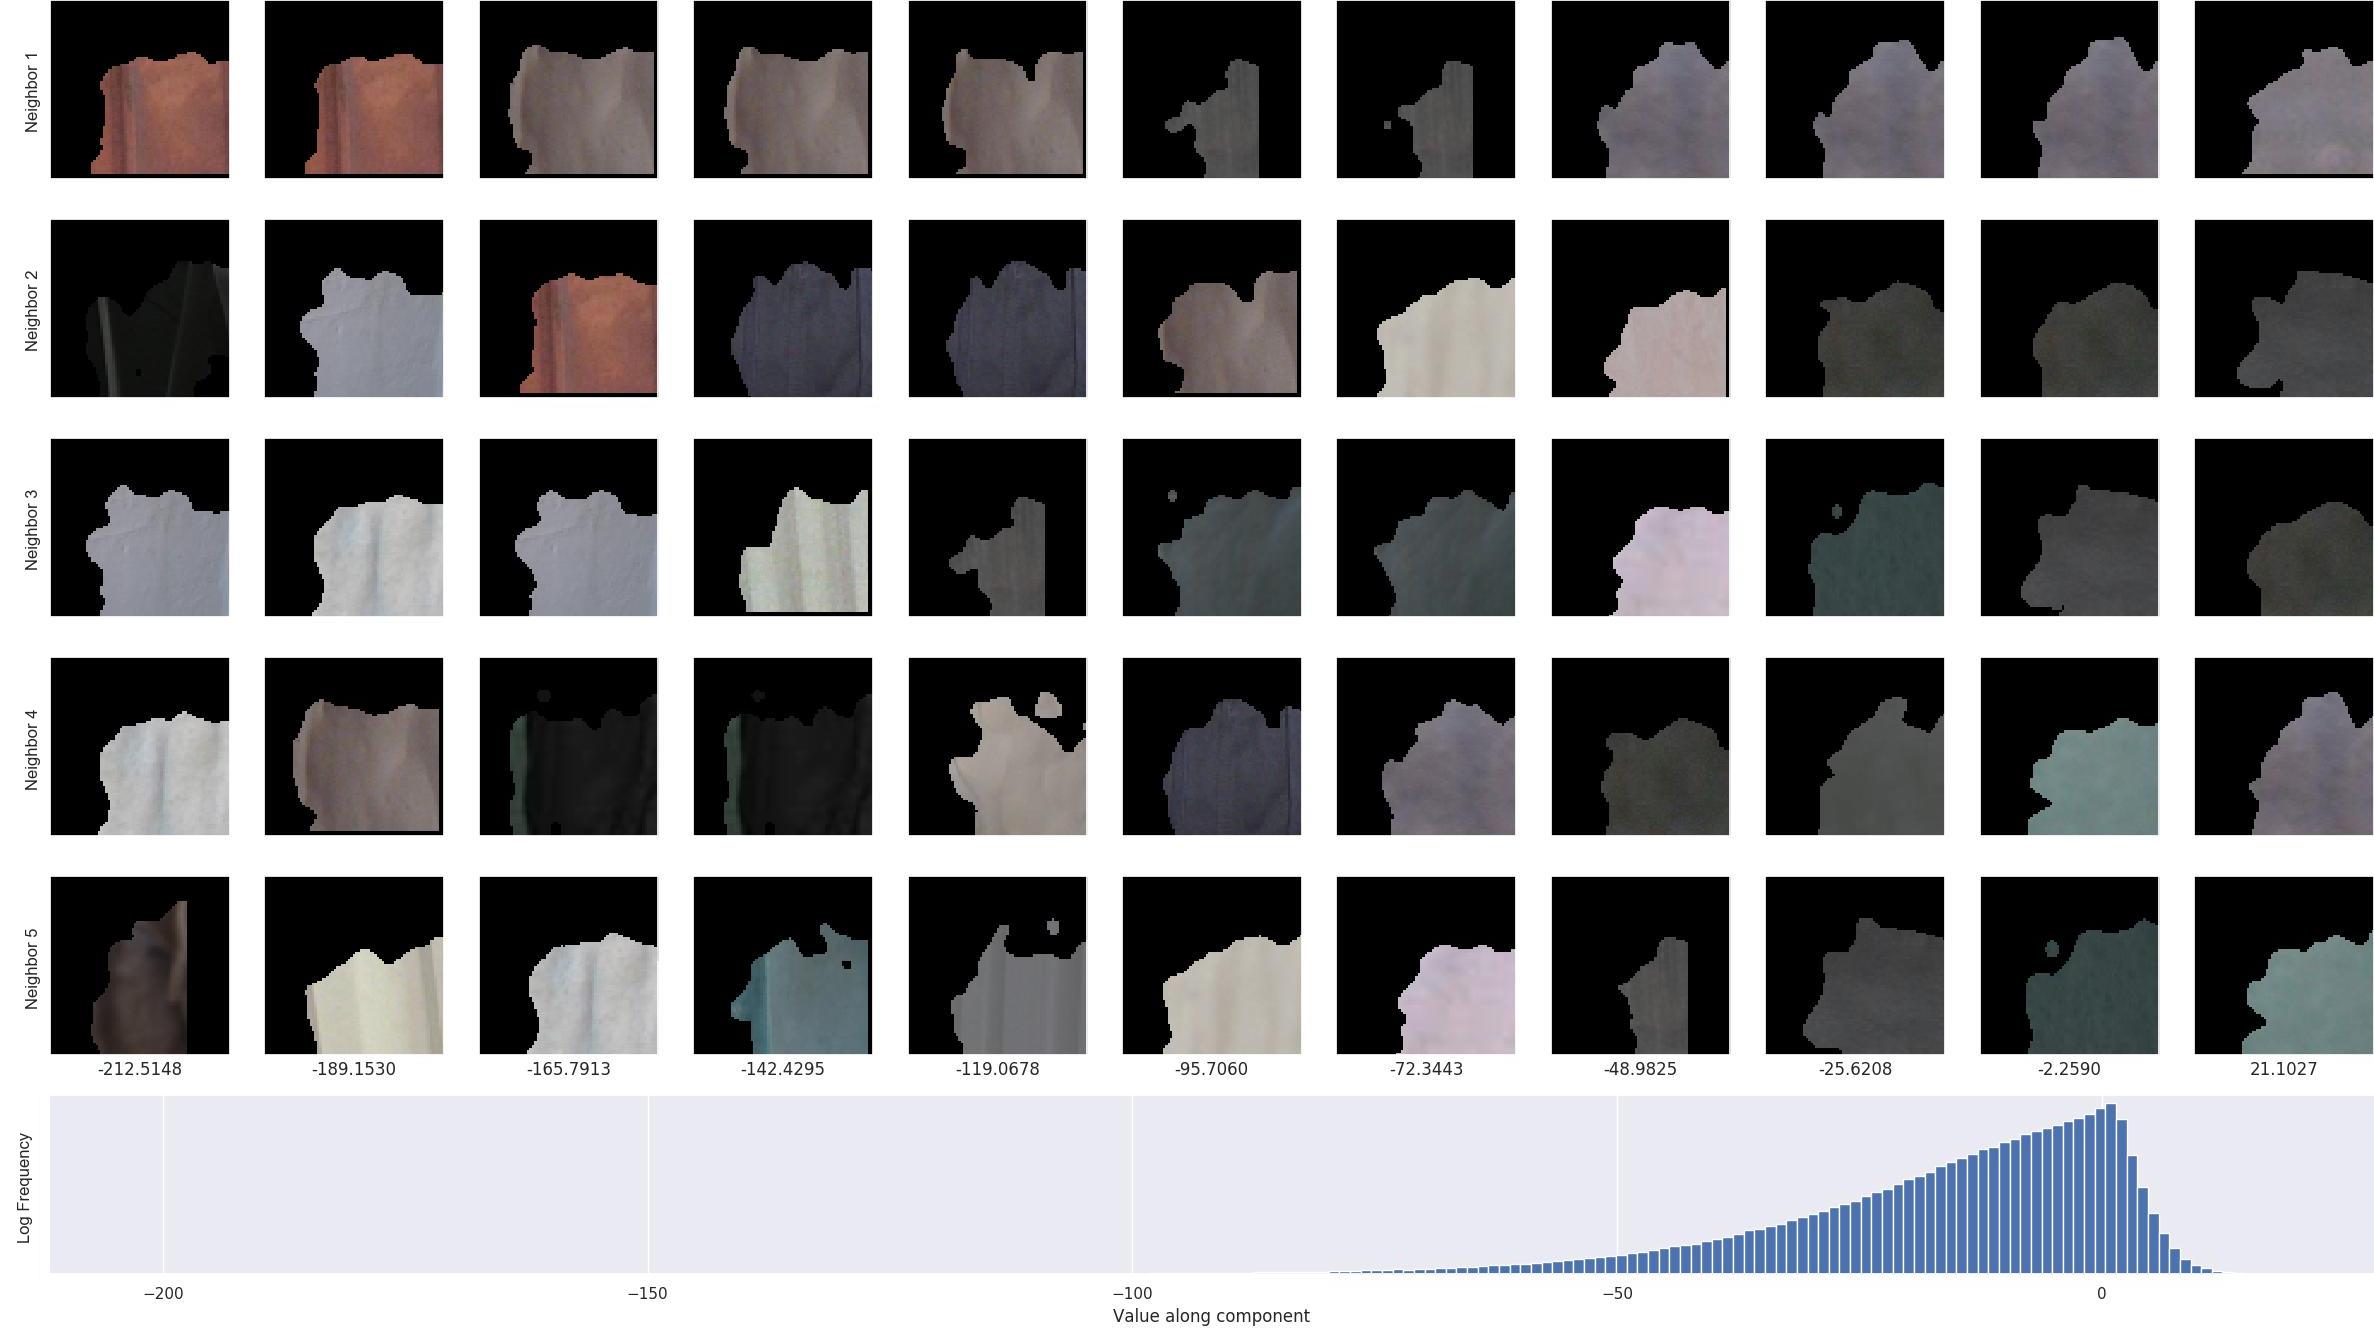 Neighbor 1
Neighbor 2
Neighbor 3
Neighbor 4
Neighbor 5
-212.5148 -189.1530 -165.7913 -142.4295 -119.0678 -95.7060 -72.3443 -48.9825 -25.6208 -2.2590 21.1027
Log Frequency
−200 −150 −100 −50 0
Value along component